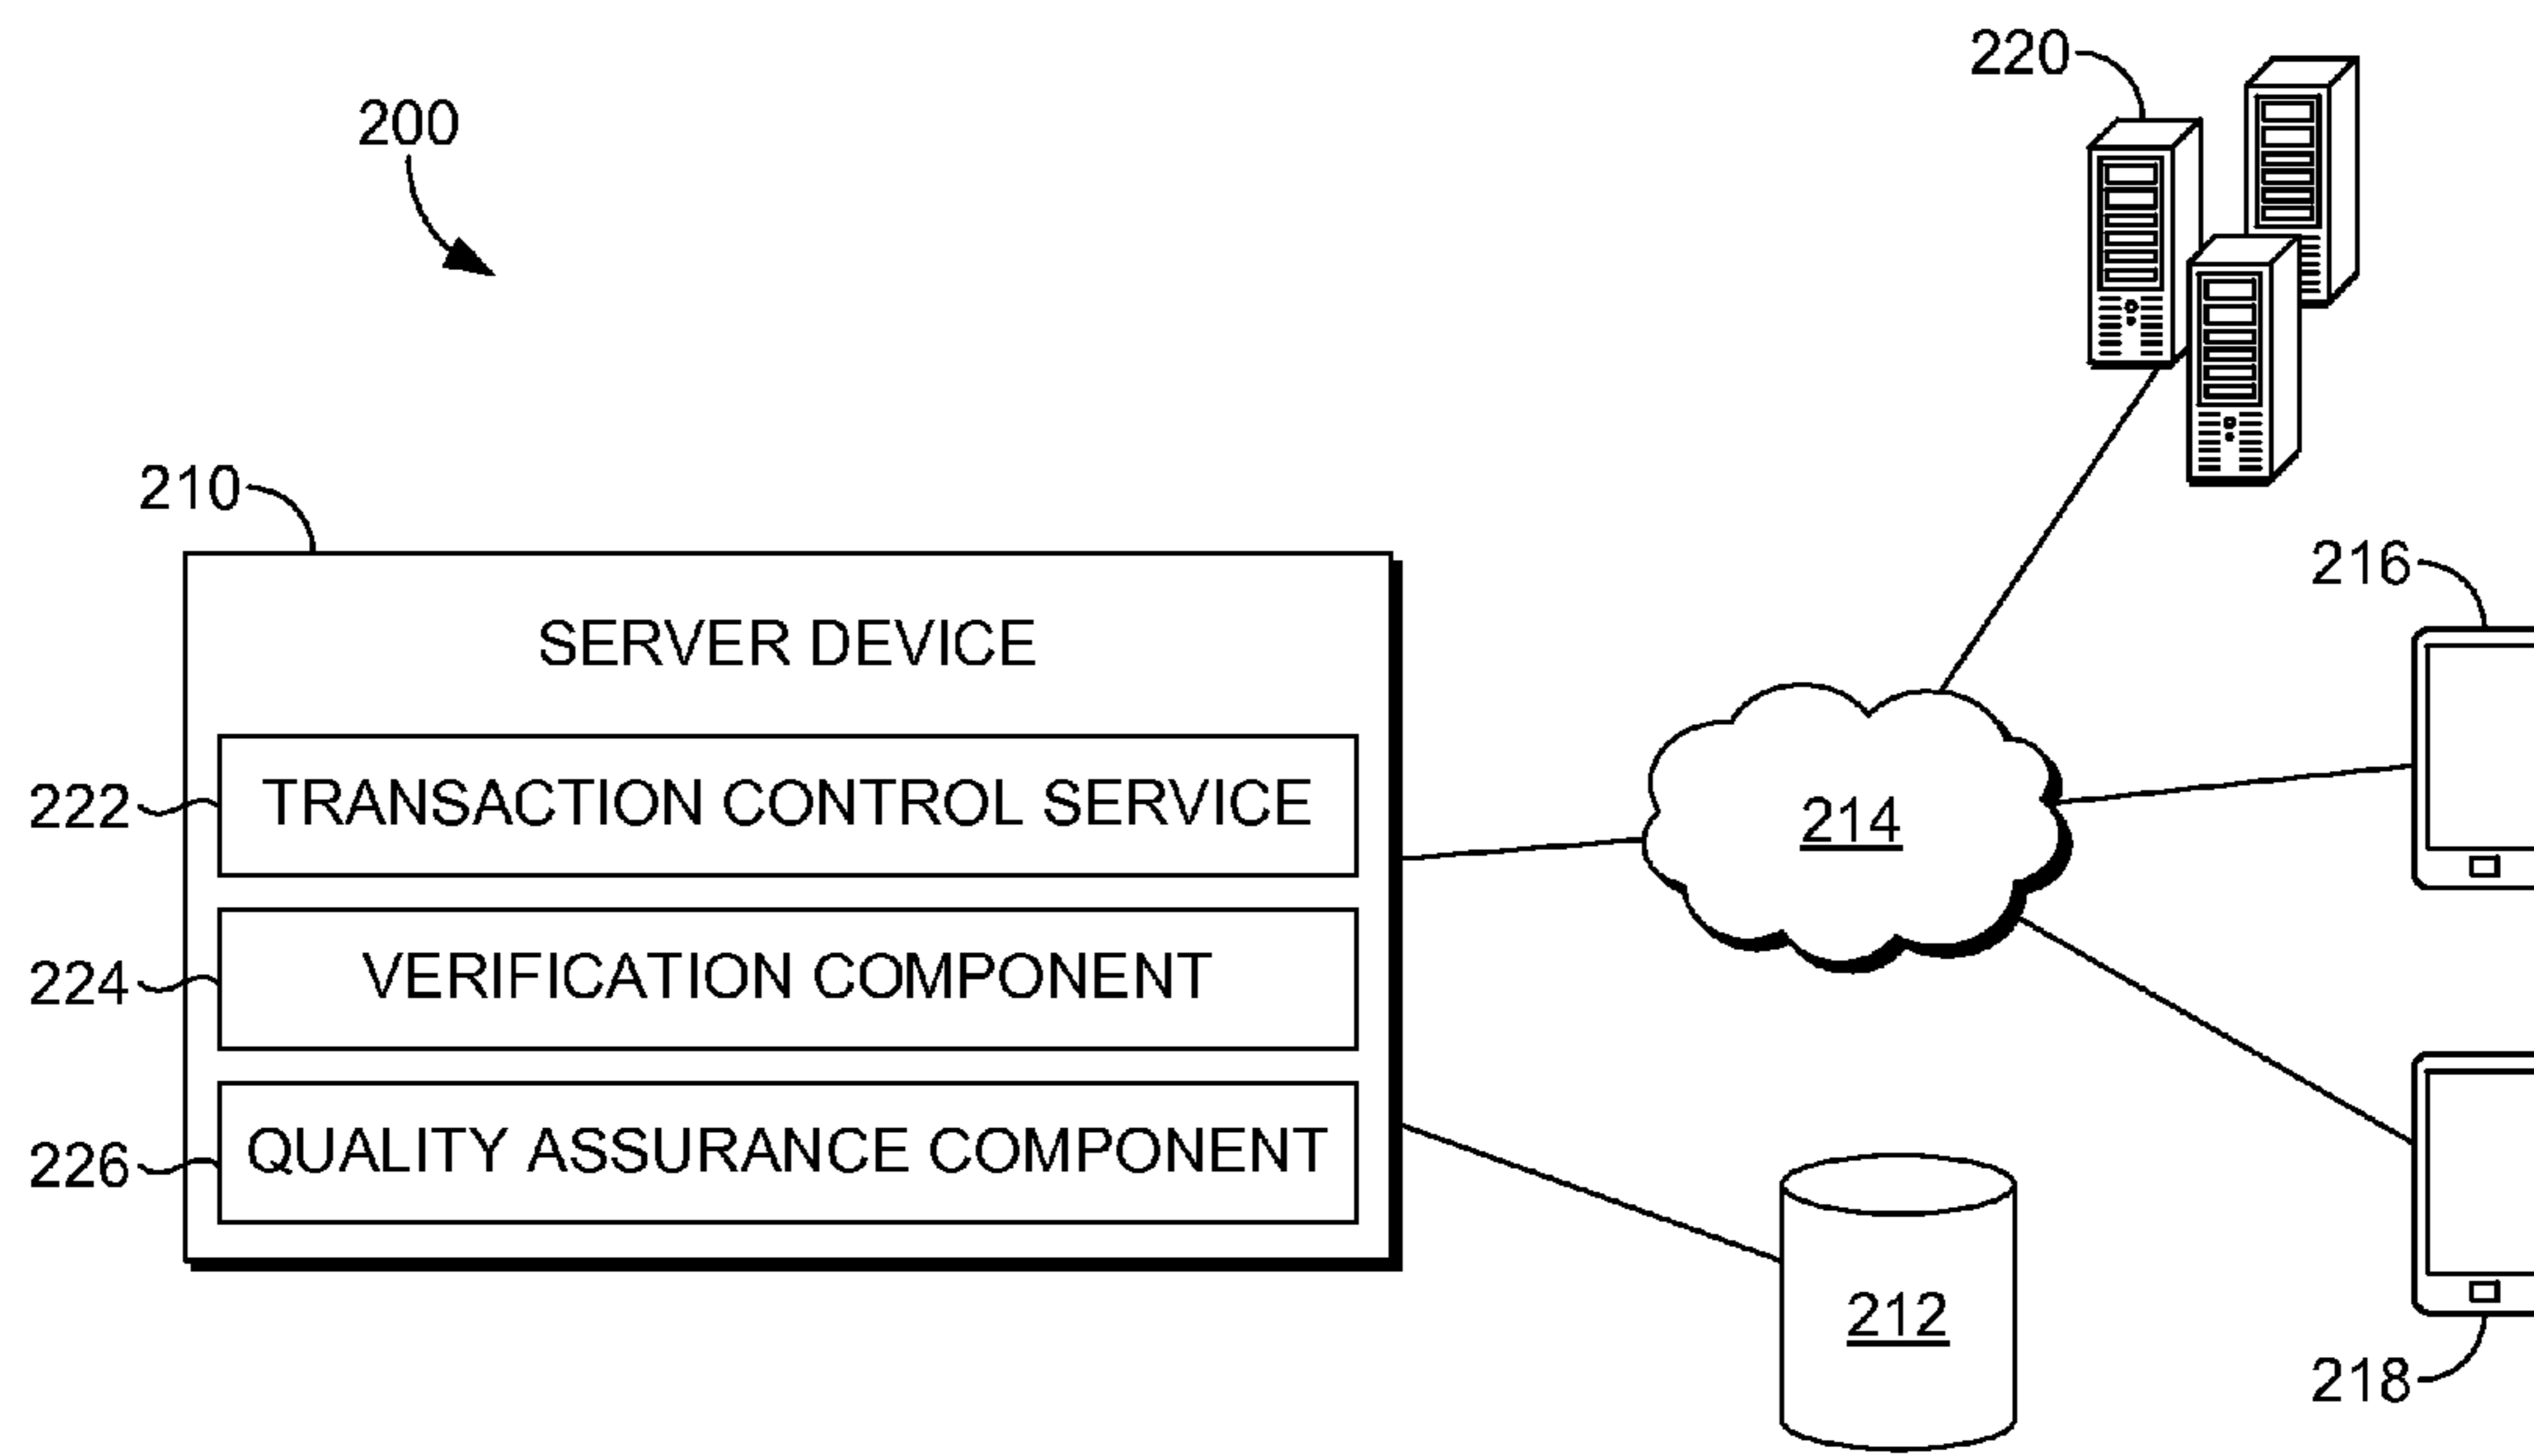 220
200
210
216
SERVER DEVICE
222 TRANSACTION CONTROL SERVICE
214
224 VERIFICATION COMPONENT
226 QUALITY ASSURANCE COMPONENT
212
218